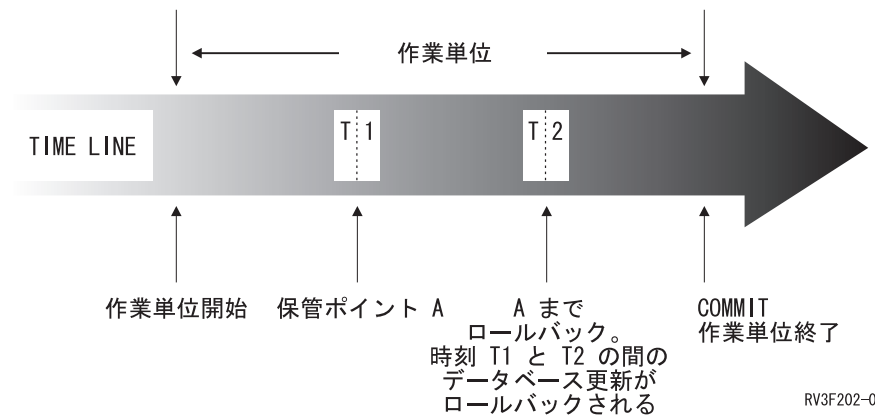 作業単位
TIME LINE
T 1
T 2
作業単位開始
保管ポイント A
A まで
ロールバック。
時刻 T1 と T2 の間の
データベース更新が
ロールバックされる
COMMIT
作業単位終了
RV3F202-0